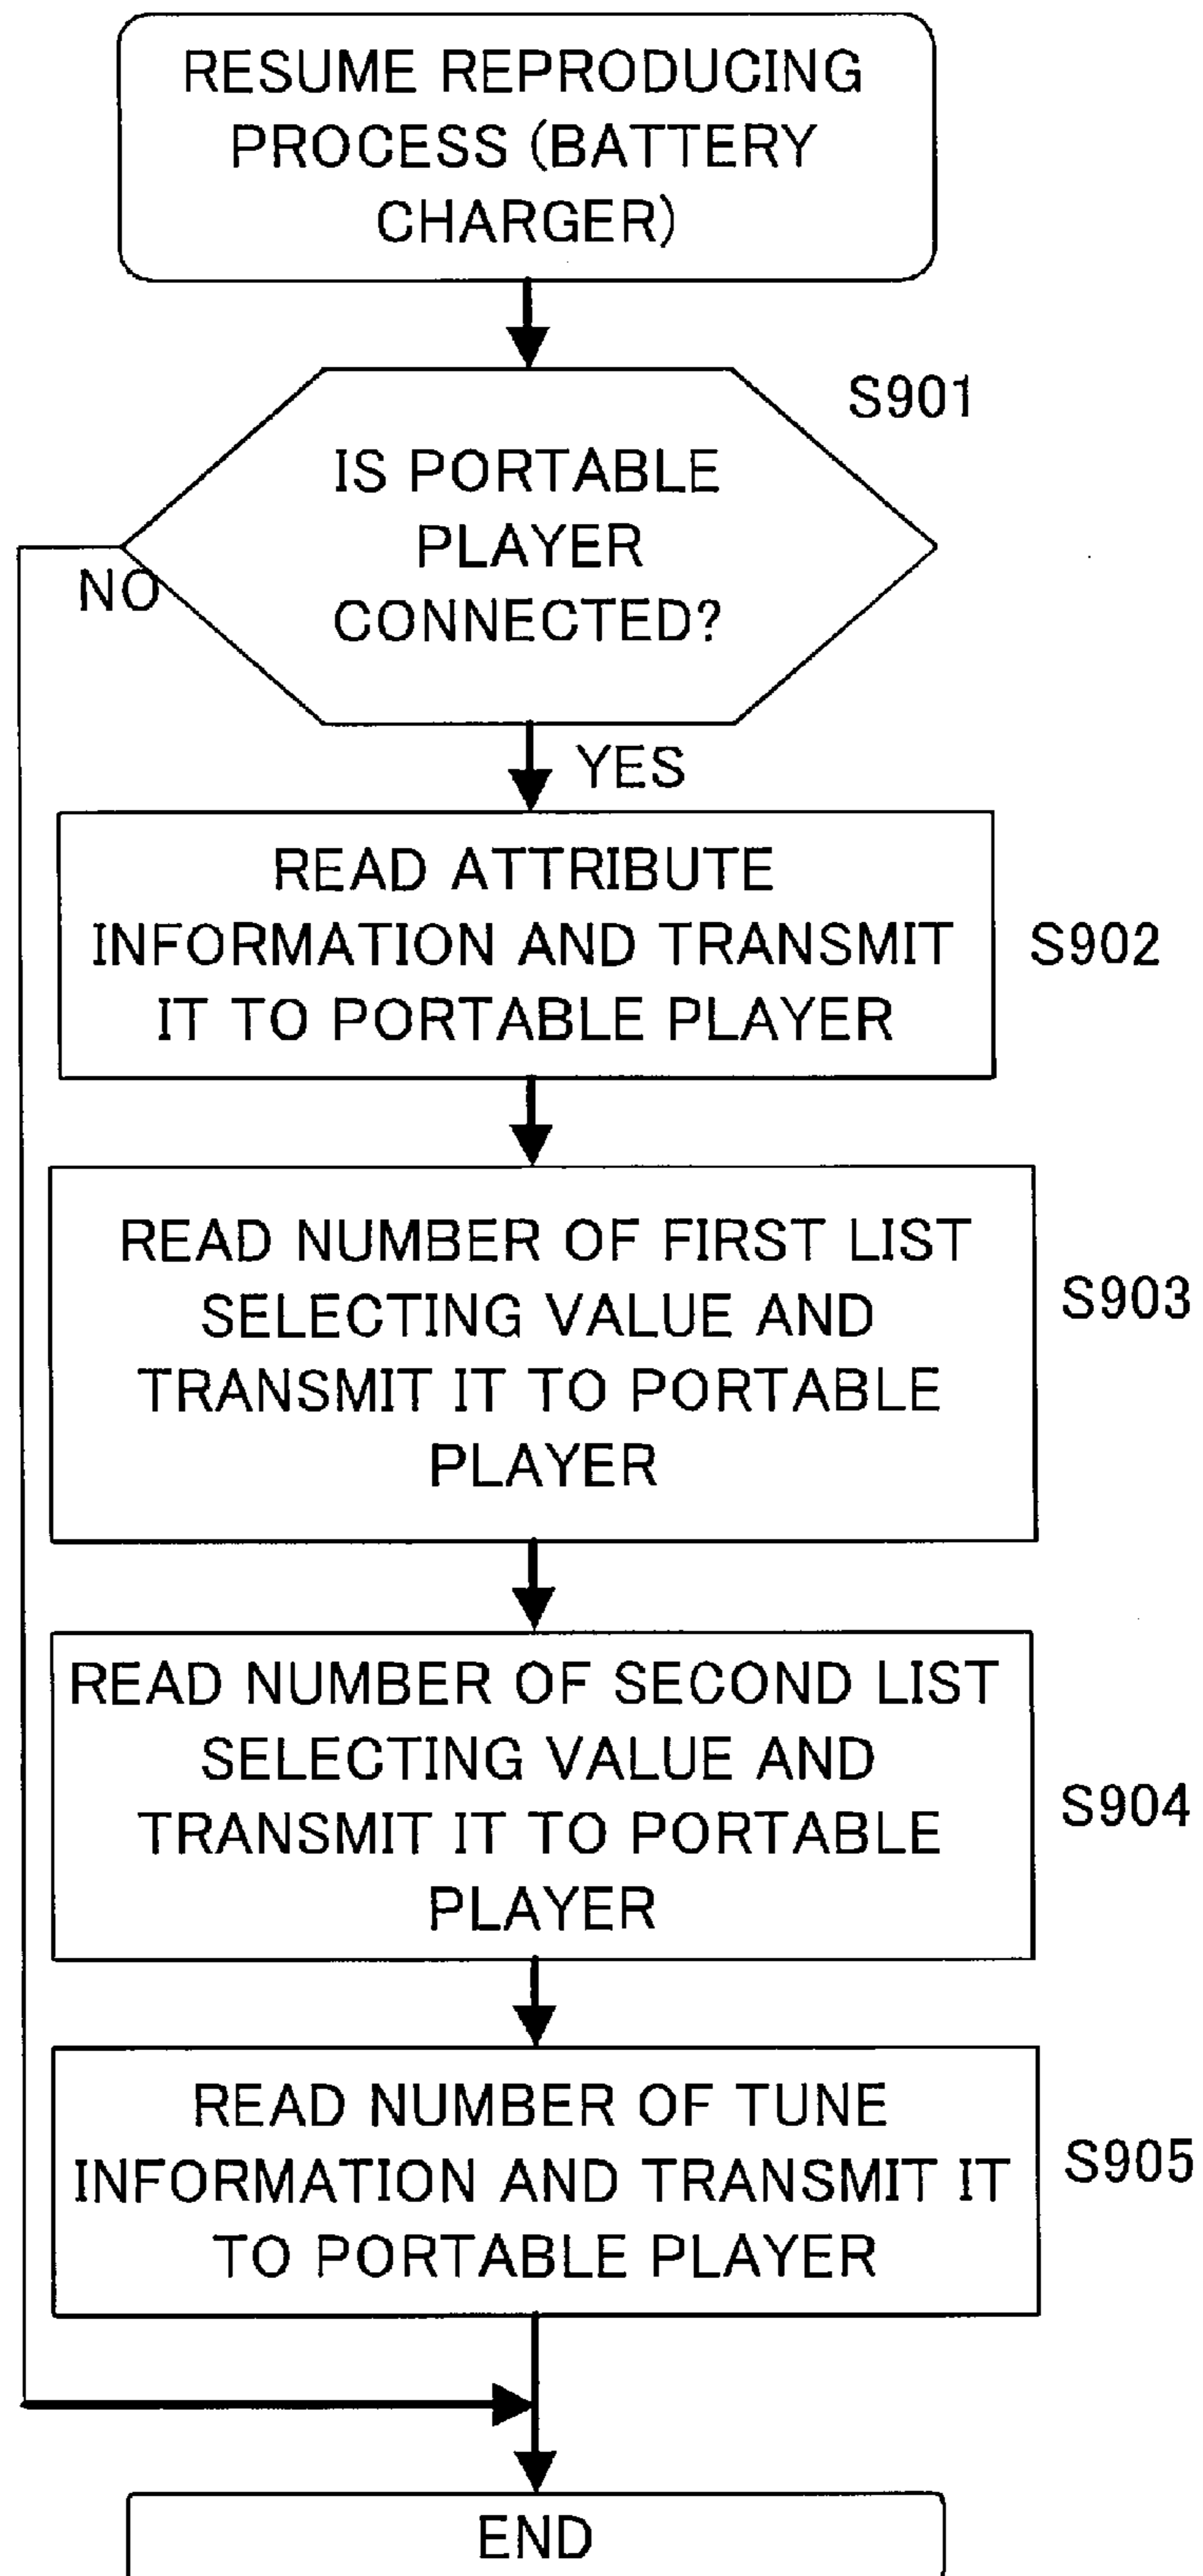 RESUME REPRODUCING
PROCESS (BATTERY
CHARGER)
S901
IS PORTABLE
PLAYER
CONNECTED?
NO
YES
READ ATTRIBUTE
INFORMATION AND TRANSMIT
IT TO PORTABLE PLAYER
S902
READ NUMBER OF FIRST LIST
SELECTING VALUE AND
TRANSMIT IT TO PORTABLE
PLAYER
S903
READ NUMBER OF SECOND LIST
SELECTING VALUE AND
TRANSMIT IT TO PORTABLE
PLAYER
S904
READ NUMBER OF TUNE
INFORMATION AND TRANSMIT IT
TO PORTABLE PLAYER
S905
END